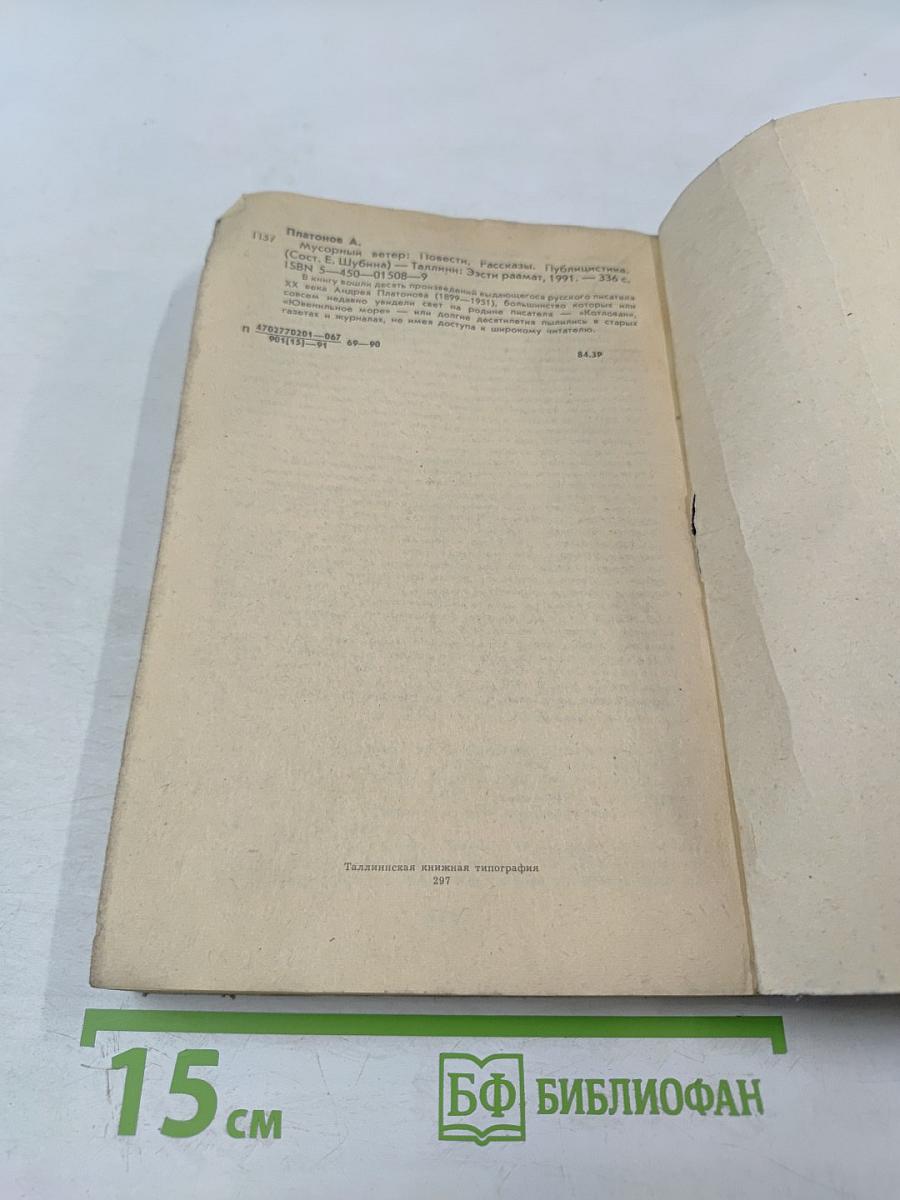 Платонов А.
П37
Мусорный ветер: Повести, Рассказы. Публицистика.
(Сост. Е. Шубина) — Таллинн: Ээсти раамат, 1991. — 336 с.
ISBN 5—450—01508—9
В книгу вошли десять произведений выдающегося русского писателя
XX века Андрея Платонова (1899—1951), большинство которых или
совсем недавно увидели свет на родине писателя — «Котлован»,
«Ювенильное море» — или долгие десятилетия пылились в старых
газетах и журналах, не имея доступа к широкому читателю.
П 4702770201—067
901(15)—91 69—90
84.3Р
Таллиннская книжная типография
297
15 см
БФ БИБЛИОФАН